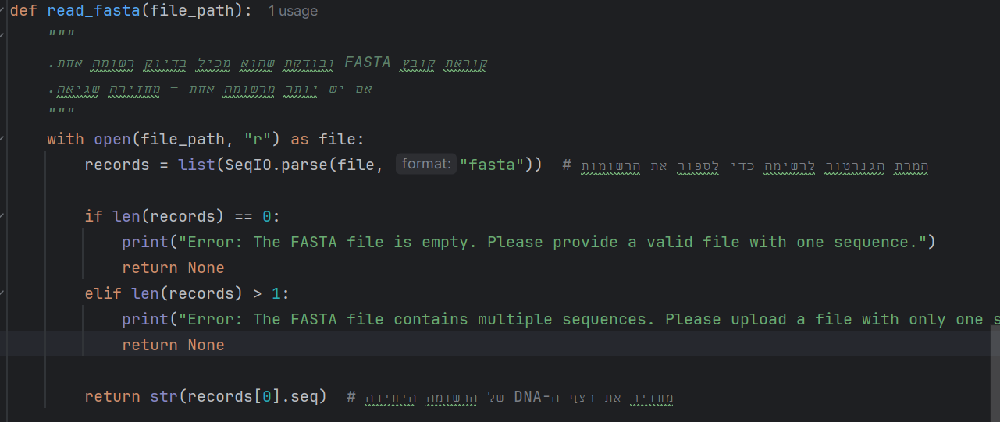 def read_fasta(file_path): 1 usage
"""
קוראת קובץ FASTA ובודקת שהוא מכיל בדיוק רשומה אחת.
אם יש יותר מרשומה אחת – מחזירה שגיאה.
"""
with open(file_path, "r") as file:
records = list(SeqIO.parse(file, format: "fasta")) # המרת הגנרטור לרשימה כדי לספור את הרשומות
if len(records) == 0:
print("Error: The FASTA file is empty. Please provide a valid file with one sequence.")
return None
elif len(records) > 1:
print("Error: The FASTA file contains multiple sequences. Please upload a file with only one
return None
return str(records[0].seq) # מחזיר את רצף ה-DNA של הרשומה היחידה